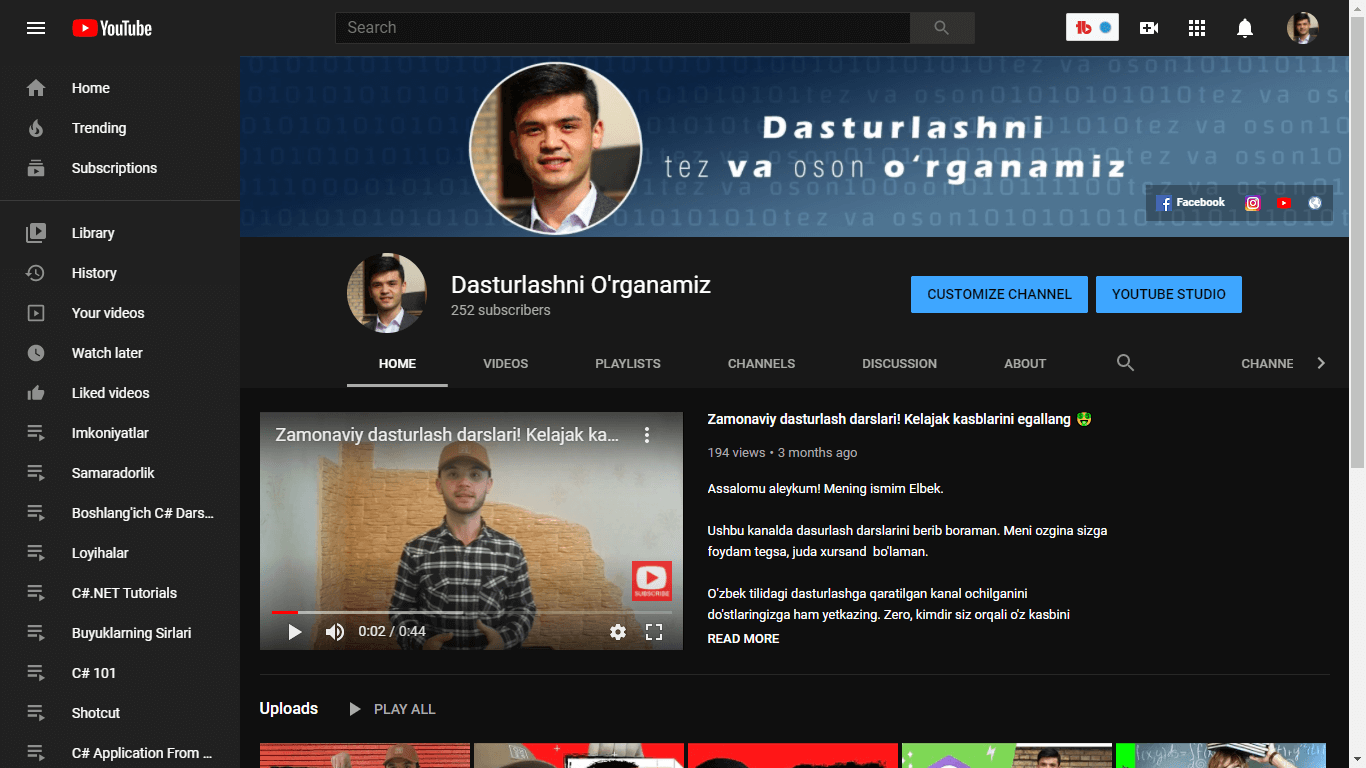 YouTube
Search
Home
Trending
Subscriptions
Library
History
Your videos
Watch later
Liked videos
Imkoniyatlar
Samaradorlik
Boshlang'ich C# Dars...
Loyihalar
C#.NET Tutorials
Buyuklarning Sirlari
C# 101
Shotcut
C# Application From ...
Dasturlashni
tez va oson o‘rganamiz
Facebook
Dasturlashni O'rganamiz
252 subscribers
CUSTOMIZE CHANNEL
YOUTUBE STUDIO
HOME
VIDEOS
PLAYLISTS
CHANNELS
DISCUSSION
ABOUT
CHANNE
Zamonaviy dasturlash darslari! Kelajak ka...
SUBSCRIBE
0:02 / 0:44
Zamonaviy dasturlash darslari! Kelajak kasblarini egallang 🤑
194 views • 3 months ago
Assalomu aleykum! Mening ismim Elbek.
Ushbu kanalda dasurlash darslarini berib boraman. Meni ozgina sizga
foydam tegsa, juda xursand bo'laman.
O'zbek tilidagi dasturlashga qaratilgan kanal ochilganini
do'stlaringizga ham yetkazing. Zero, kimdir siz orqali o'z kasbini
READ MORE
Uploads
PLAY ALL